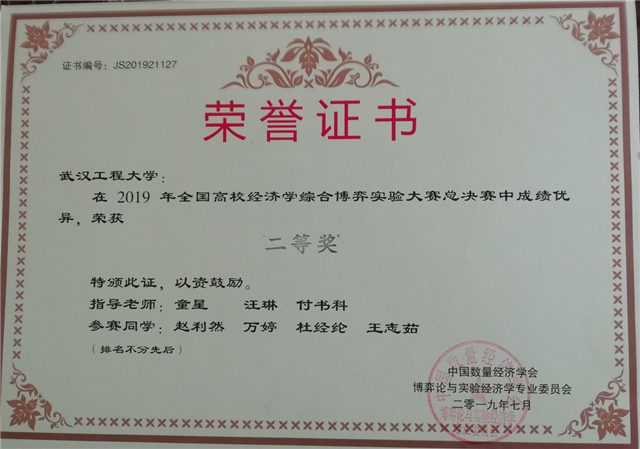 证书编号：JS201921127
荣誉证书
武汉工程大学：
在 2019 年全国高校经济学综合博弈实验大赛总决赛中成绩优
异，荣获
二等奖
特颁此证，以资鼓励。
指导老师：童星 汪琳 付书科
参赛同学：赵利然 万婷 杜经纶 王志茹
（排名不分先后）
中国数量经济学会
博弈论与实验经济学专业委员会
二零一九年七月